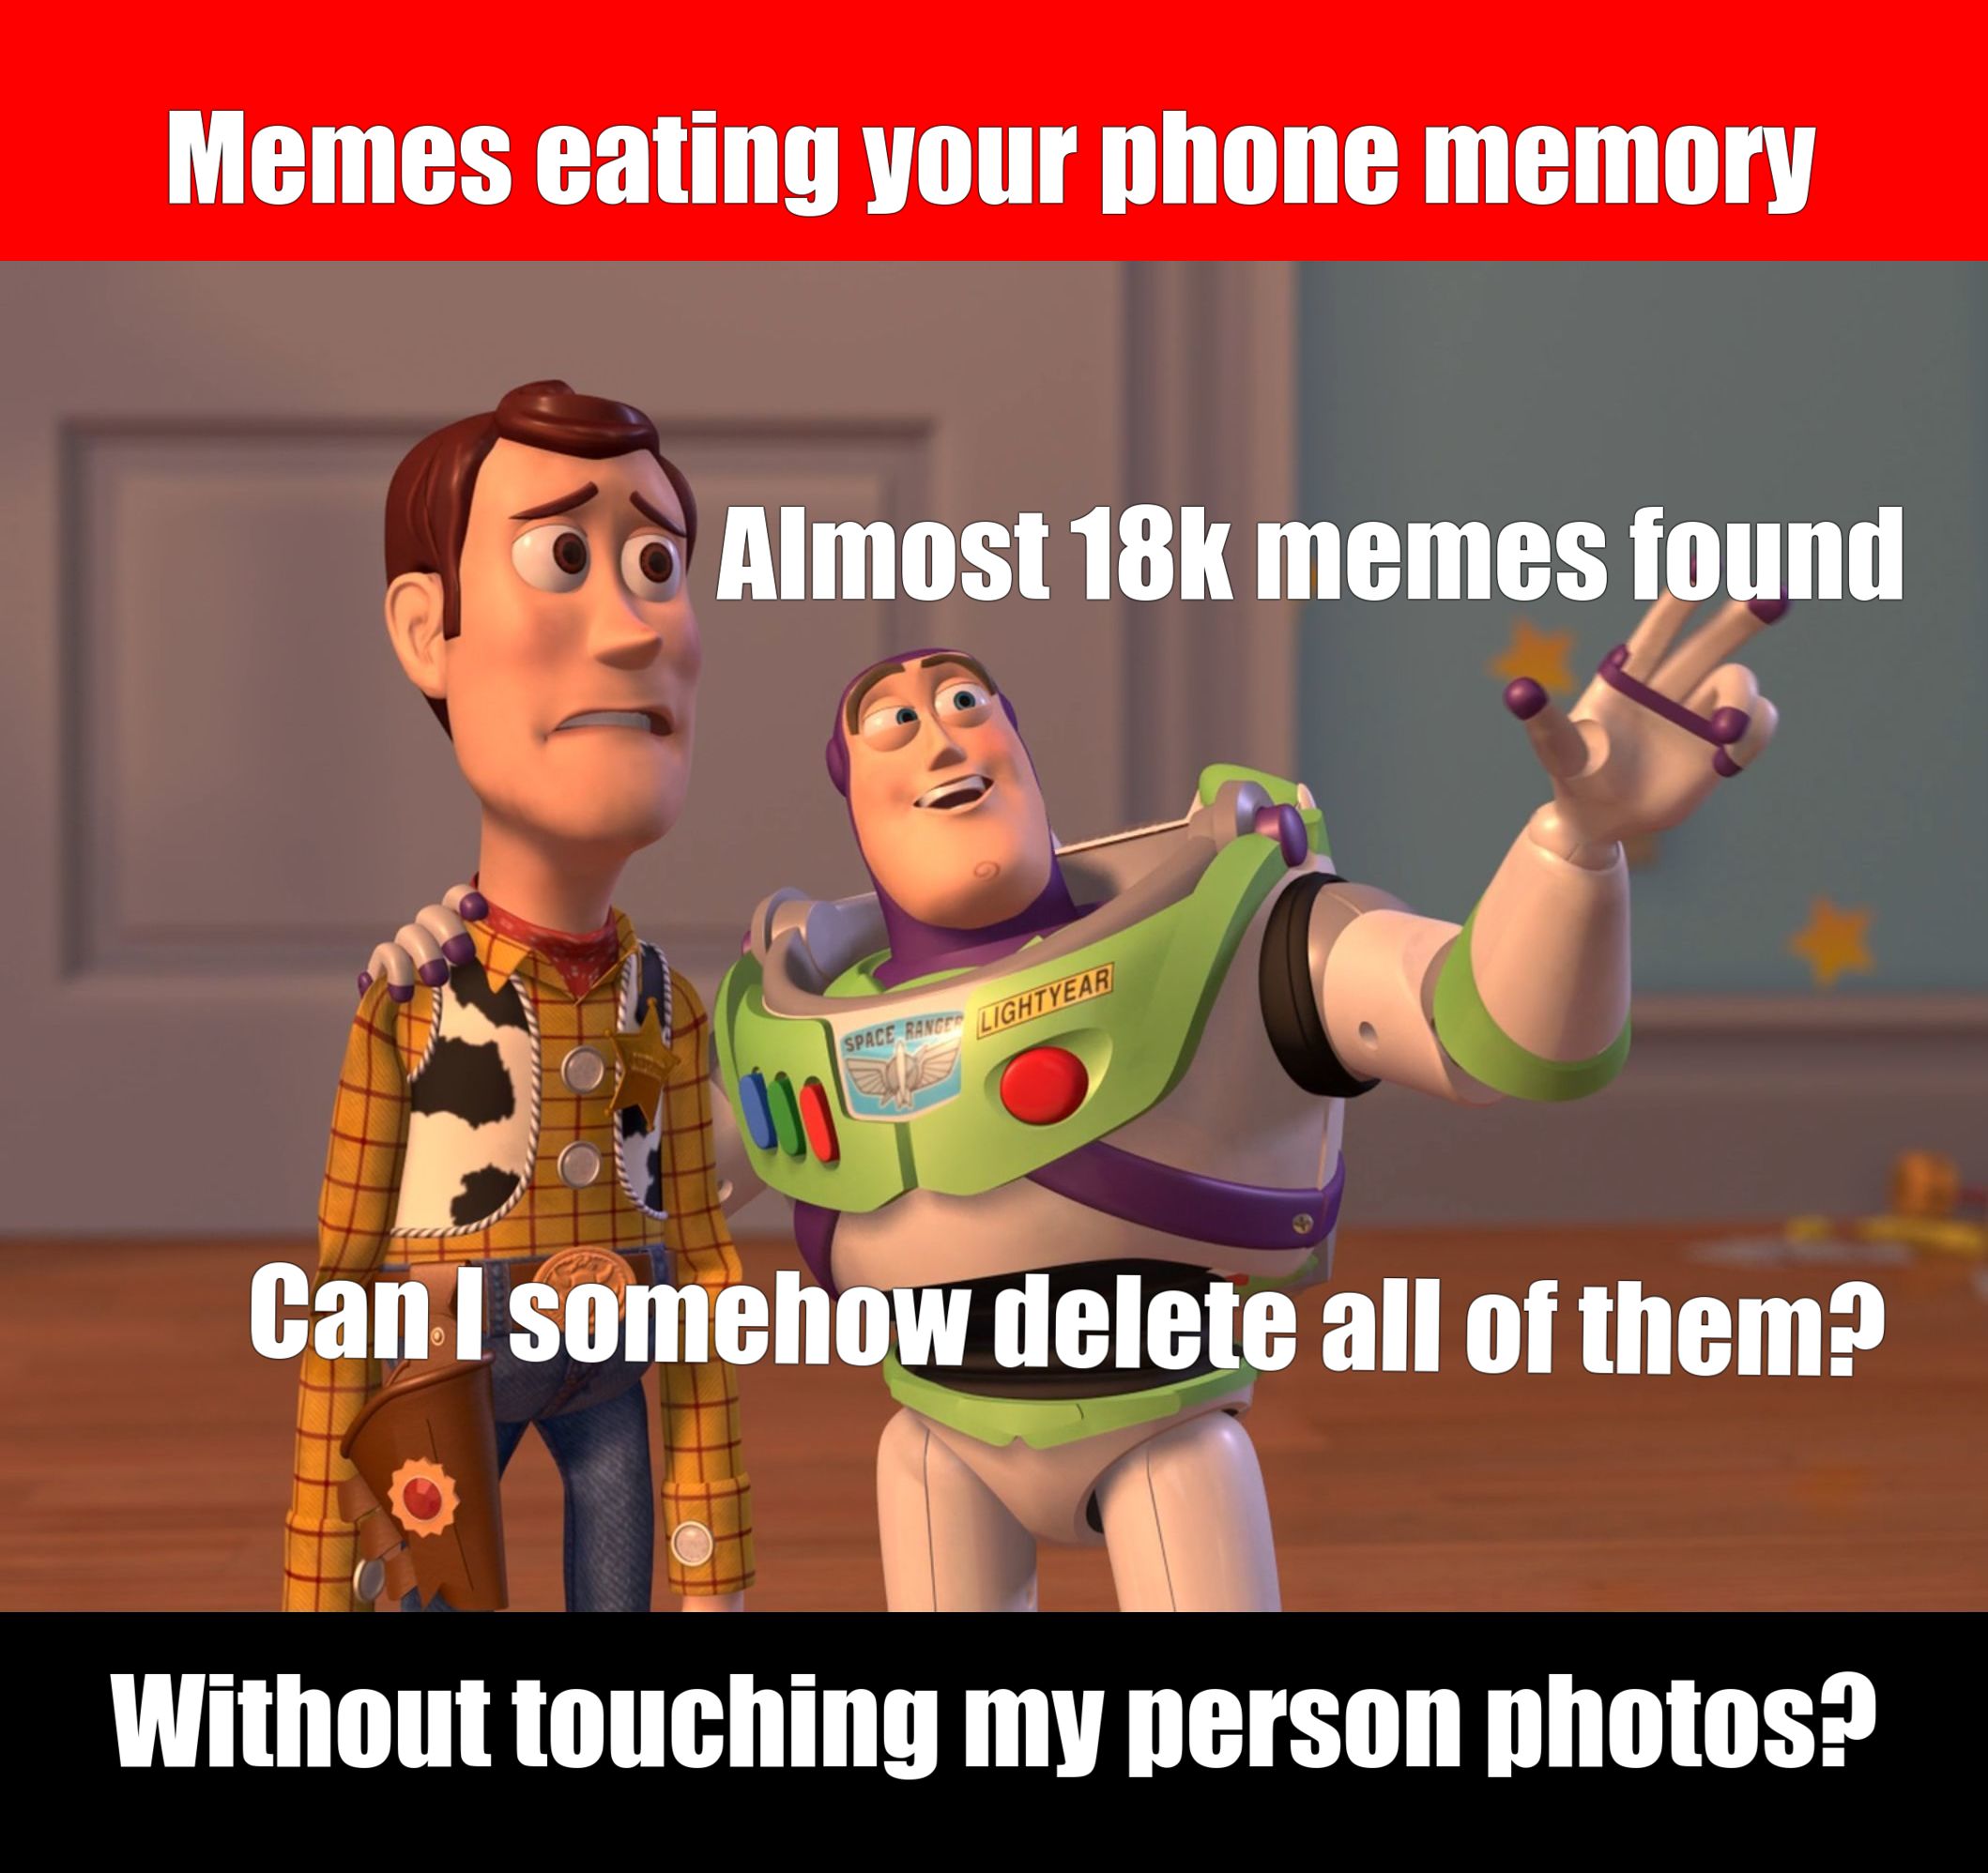 Memes eating your phone memory
Almost 18k memes found
SPACE RANGER
LIGHTYEAR
Can I somehow delete all of them?
Without touching my person photos?